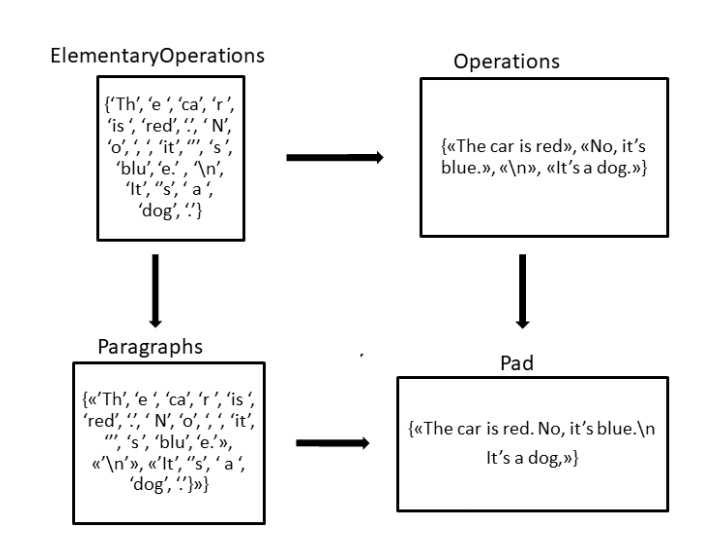 ElementaryOperations
{‘Th’, ‘e ‘, ‘ca’, ‘r ’,
‘is ‘, ‘red’, ‘.’, ‘ N’,
‘o’, ‘, ‘, ‘it’, ‘’’, ‘s ‘,
‘blu’, ‘e.’ , ‘\n’,
‘It’, ‘’s’, ‘ a ‘,
‘dog’, ‘.’}
Operations
{«The car is red», «No, it’s
blue.», «\n», «It’s a dog.»}
Paragraphs
{«’Th’, ‘e ‘, ‘ca’, ‘r ’, ‘is ‘,
‘red’, ‘.’, ‘ N’, ‘o’, ‘, ‘, ‘it’,
‘’’, ‘s ‘, ‘blu’, ‘e.’»,
«’\n’», «’It’, ‘’s’, ‘ a ‘,
‘dog’, ‘.’}»}
Pad
{«The car is red. No, it’s blue.\n
It’s a dog,»}